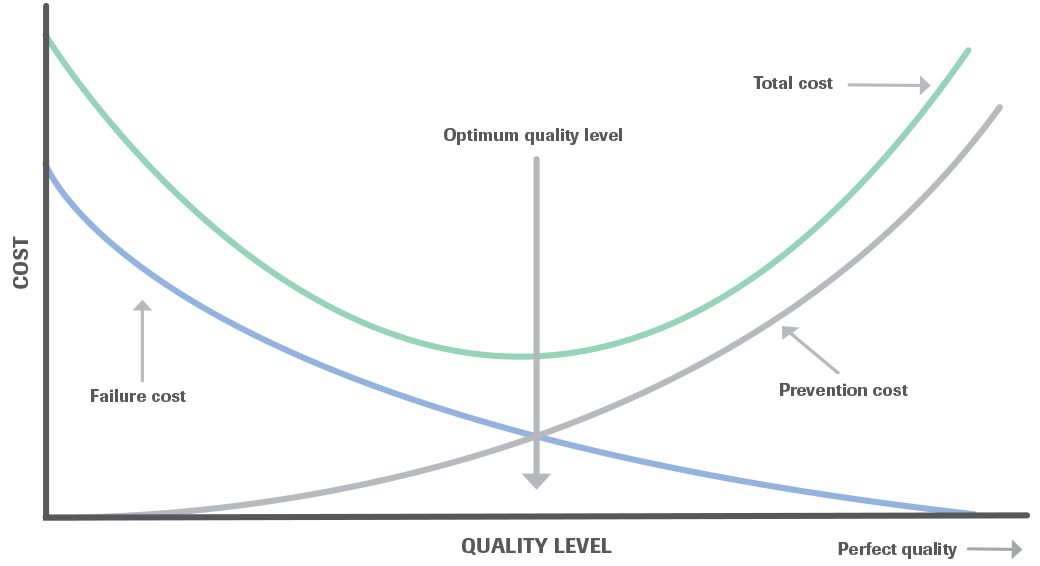 Total cost
Optimum quality level
COST
Failure cost
Prevention cost
QUALITY LEVEL
Perfect quality